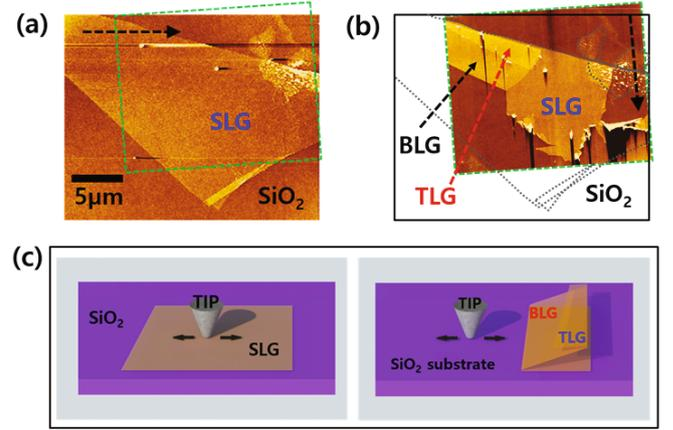 (a)
SLG
5μm
SiO₂
(b)
SLG
BLG
TLG
SiO₂
(c)
TIP
SiO₂
SLG
TIP
BLG
TLG
SiO₂ substrate